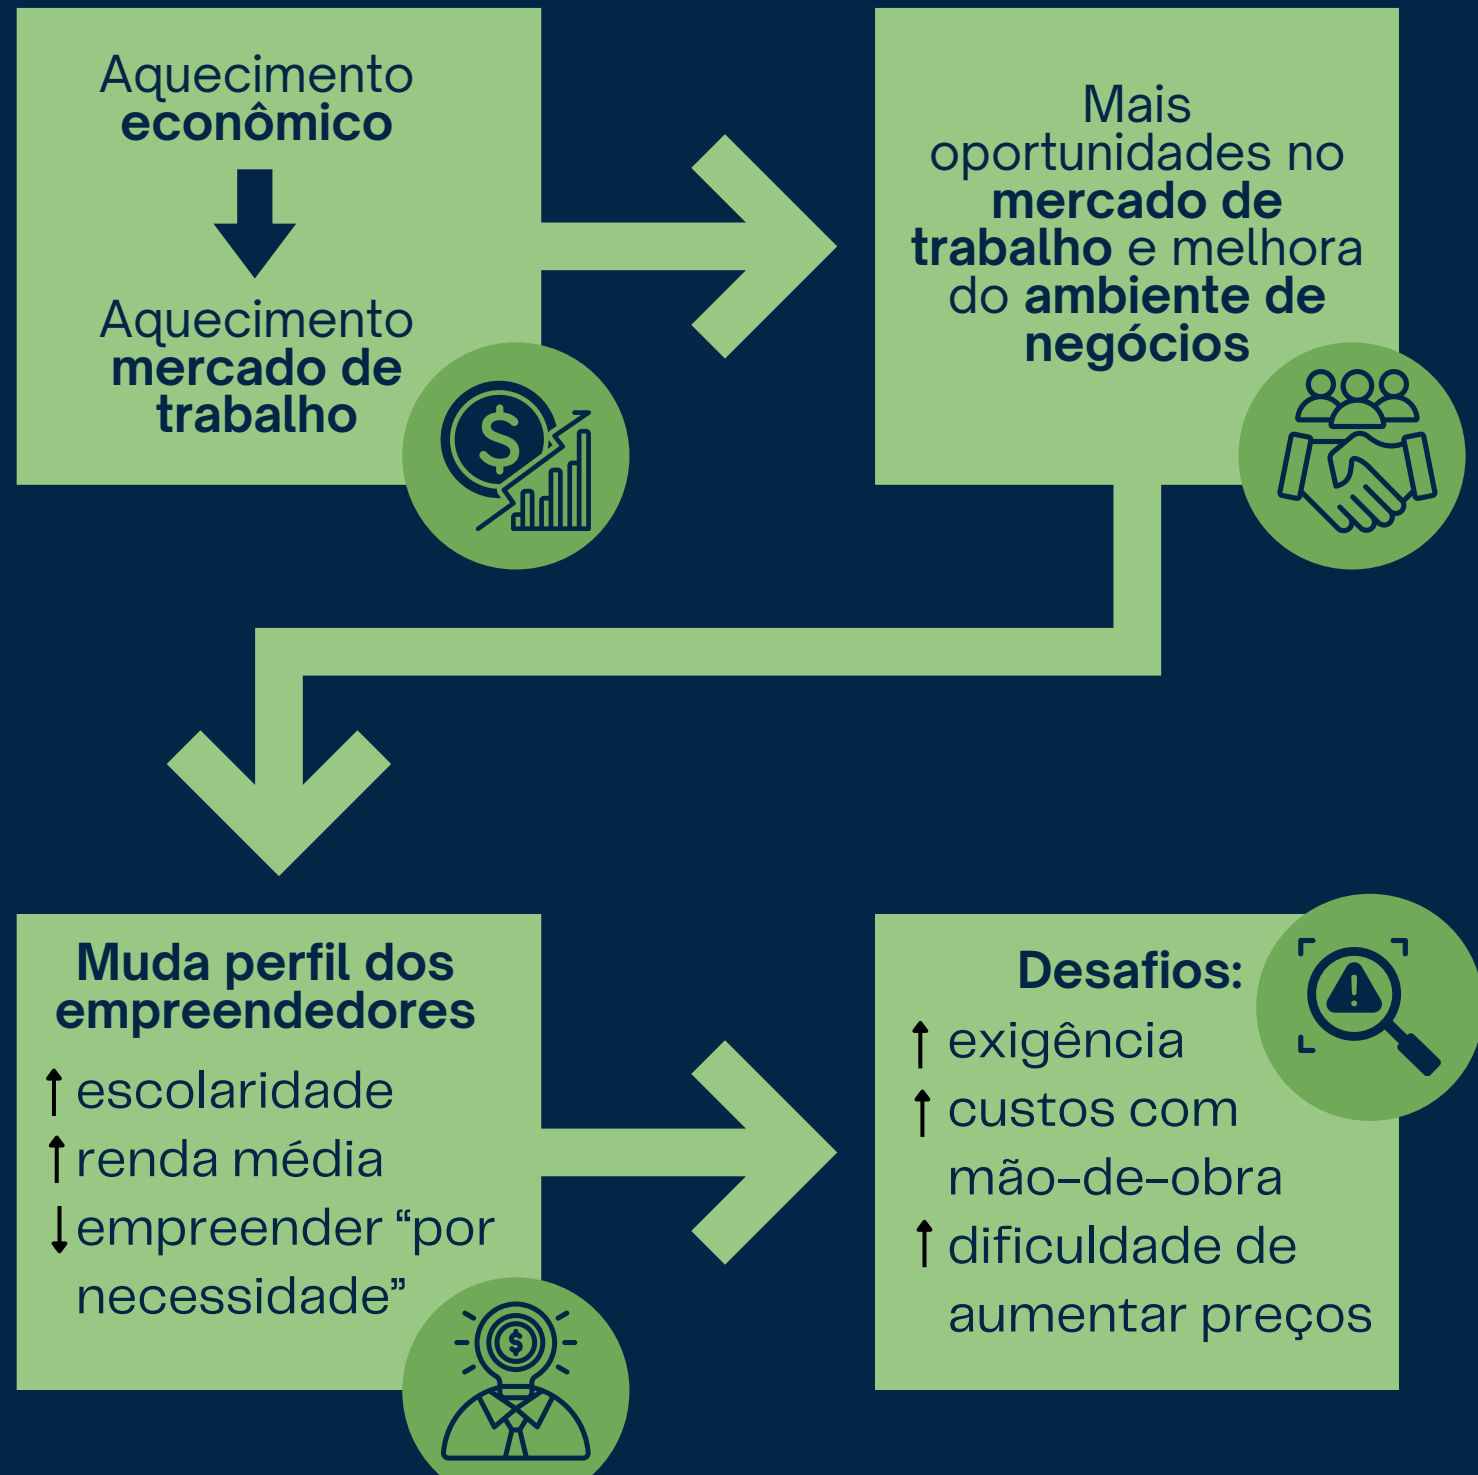 Aquecimento
econômico
Aquecimento
mercado de
trabalho
Mais
oportunidades no
mercado de
trabalho e melhora
do ambiente de
negócios
Muda perfil dos
empreendedores
↑ escolaridade
↑ renda média
↓ empreender “por
necessidade”
Desafios:
↑ exigência
↑ custos com
mão-de-obra
↑ dificuldade de
aumentar preços